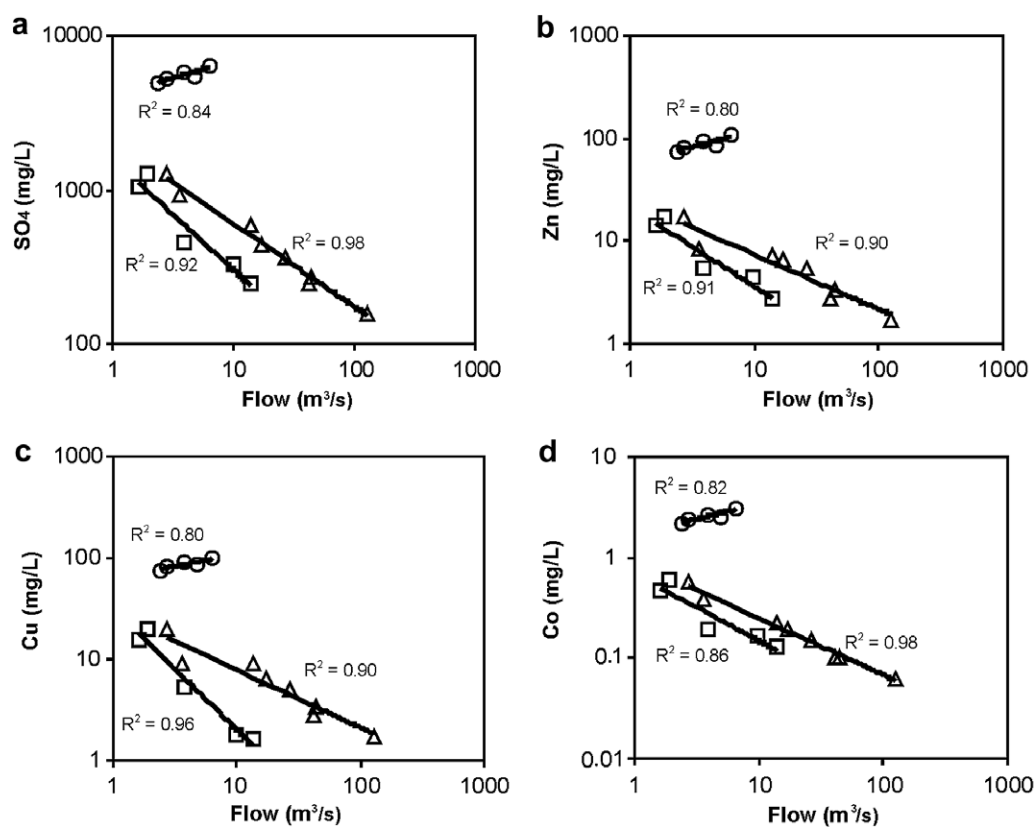 a
10000
1000
100
SO₄ (mg/L)
R² = 0.84
R² = 0.98
R² = 0.92
1
10
100
1000
Flow (m³/s)
b
1000
100
10
1
Zn (mg/L)
R² = 0.80
R² = 0.90
R² = 0.91
1
10
100
1000
Flow (m³/s)
c
1000
100
10
1
Cu (mg/L)
R² = 0.80
R² = 0.90
R² = 0.96
1
10
100
1000
Flow (m³/s)
d
10
1
0.1
0.01
Co (mg/L)
R² = 0.82
R² = 0.98
R² = 0.86
1
10
100
1000
Flow (m³/s)